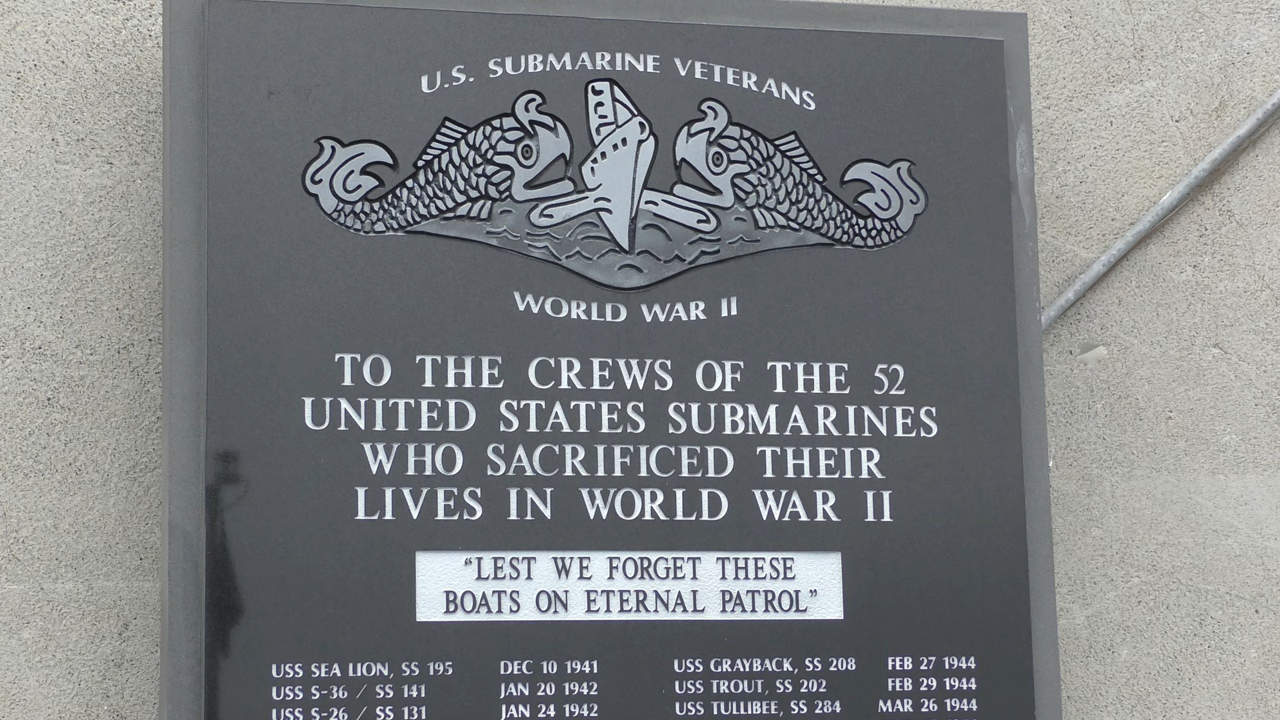 U.S. SUBMARINE VETERANS
WORLD WAR II
TO THE CREWS OF THE 52
UNITED STATES SUBMARINES
WHO SACRIFICED THEIR
LIVES IN WORLD WAR II
"LEST WE FORGET THESE
BOATS ON ETERNAL PATROL"
USS SEA LION, SS 195 DEC 10 1941
USS S-36 / SS 141 JAN 20 1942
USS S-26 / SS 131 JAN 24 1942
USS GRAYBACK, SS 208 FEB 27 1944
USS TROUT, SS 202 FEB 29 1944
USS TULLIBEE, SS 284 MAR 26 1944